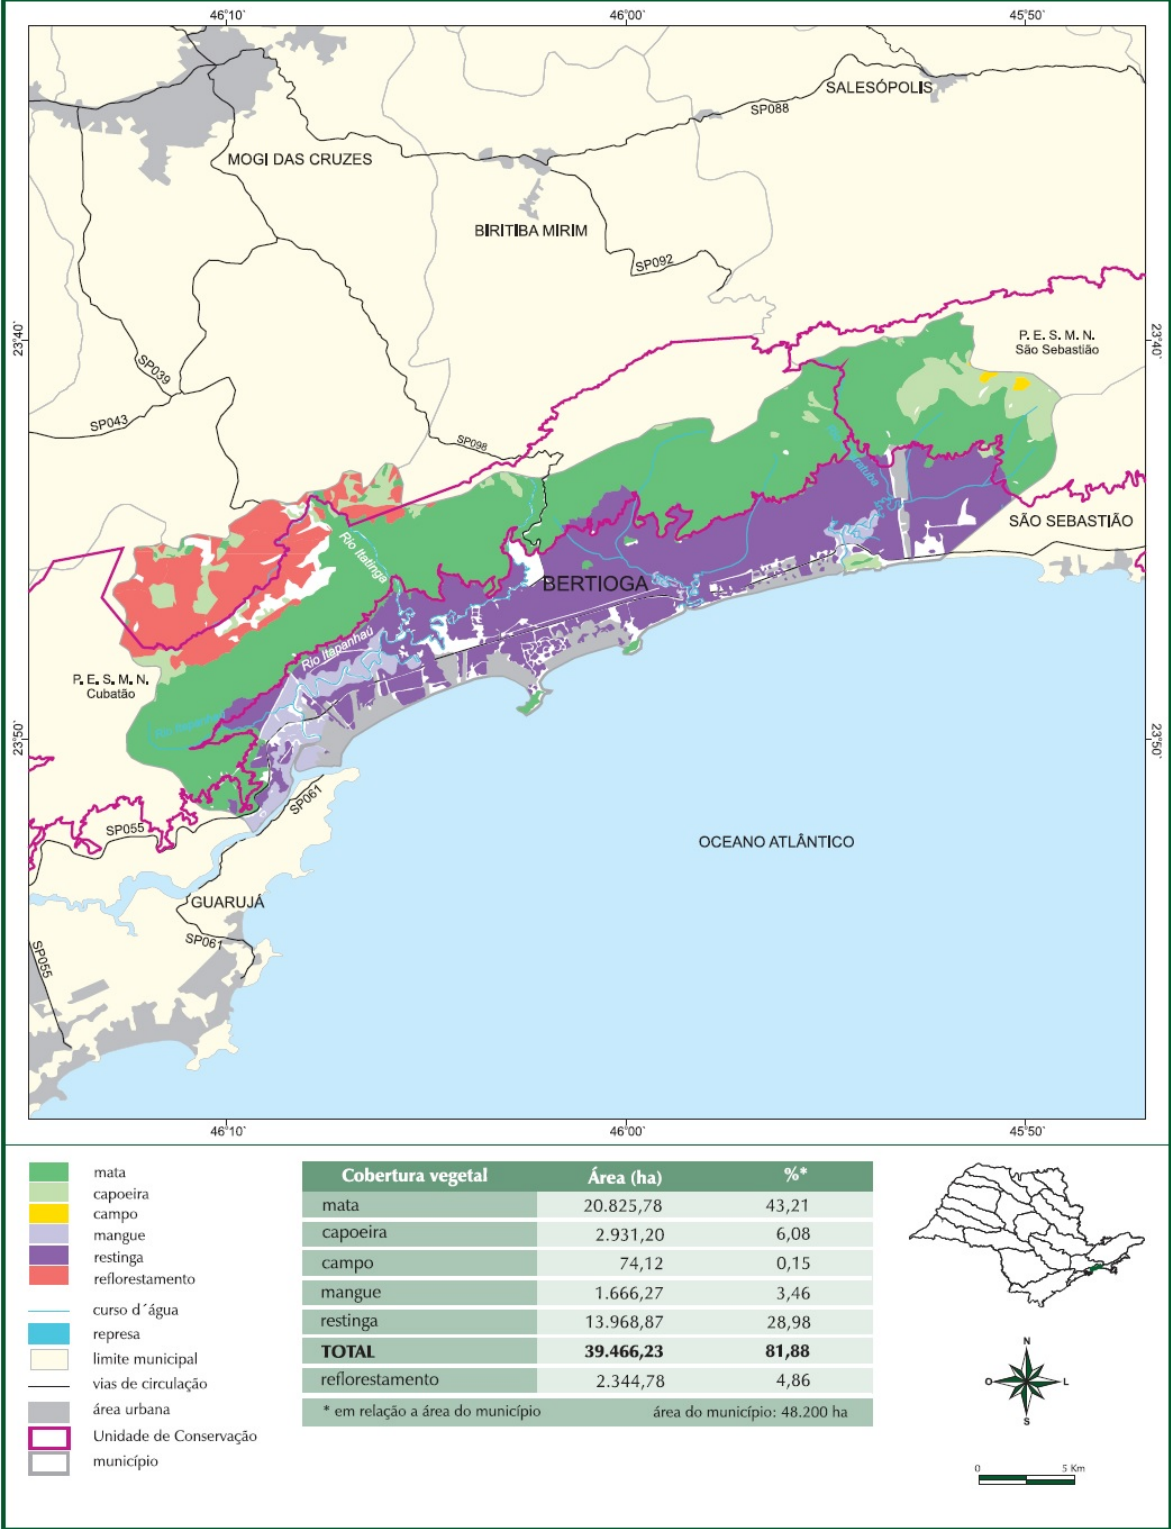 46°10'
46°00'
45°50'
SALESÓPOLIS
SP088
MOGI DAS CRUZES
BIRITIBA MIRIM
SP092
23°40'
P. E. S. M. N.
São Sebastião
23°40'
SP039
SP043
SP098
SÃO SEBASTIÃO
Rio Itatinga
BERTIOGA
Rio Itapanhaú
P. E. S. M. N.
Cubatão
23°50'
23°50'
SP061
SP055
OCEANO ATLÂNTICO
GUARUJÁ
SP061
SP055
46°10'
46°00'
45°50'
mata
capoeira
campo
mangue
restinga
reflorestamento
curso d´água
represa
limite municipal
vias de circulação
área urbana
Unidade de Conservação
município
Cobertura vegetal Área (ha) %*
mata 20.825,78 43,21
capoeira 2.931,20 6,08
campo 74,12 0,15
mangue 1.666,27 3,46
restinga 13.968,87 28,98
TOTAL 39.466,23 81,88
reflorestamento 2.344,78 4,86
* em relação a área do município área do município: 48.200 ha
N
O L
S
0 5 Km